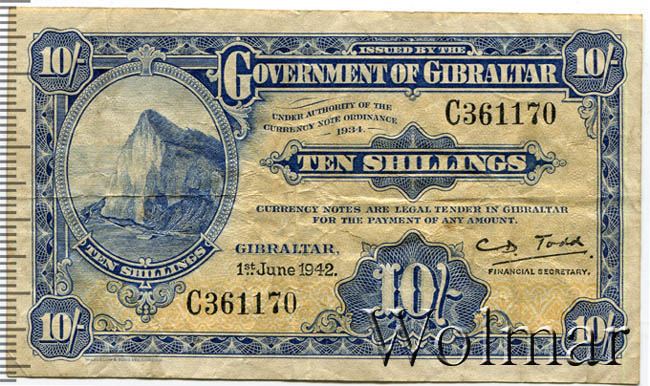 10/-
10/-
ISSUED BY THE
GOVERNMENT OF GIBRALTAR
UNDER AUTHORITY OF THE
CURRENCY NOTE ORDINANCE
1934.
C361170
TEN SHILLINGS
CURRENCY NOTES ARE LEGAL TENDER IN GIBRALTAR
FOR THE PAYMENT OF ANY AMOUNT.
TEN SHILLINGS
GIBRALTAR,
1st. June 1942.
C D Todd
FINANCIAL SECRETARY.
C361170
10/-
10/-
10/-
Wolmar